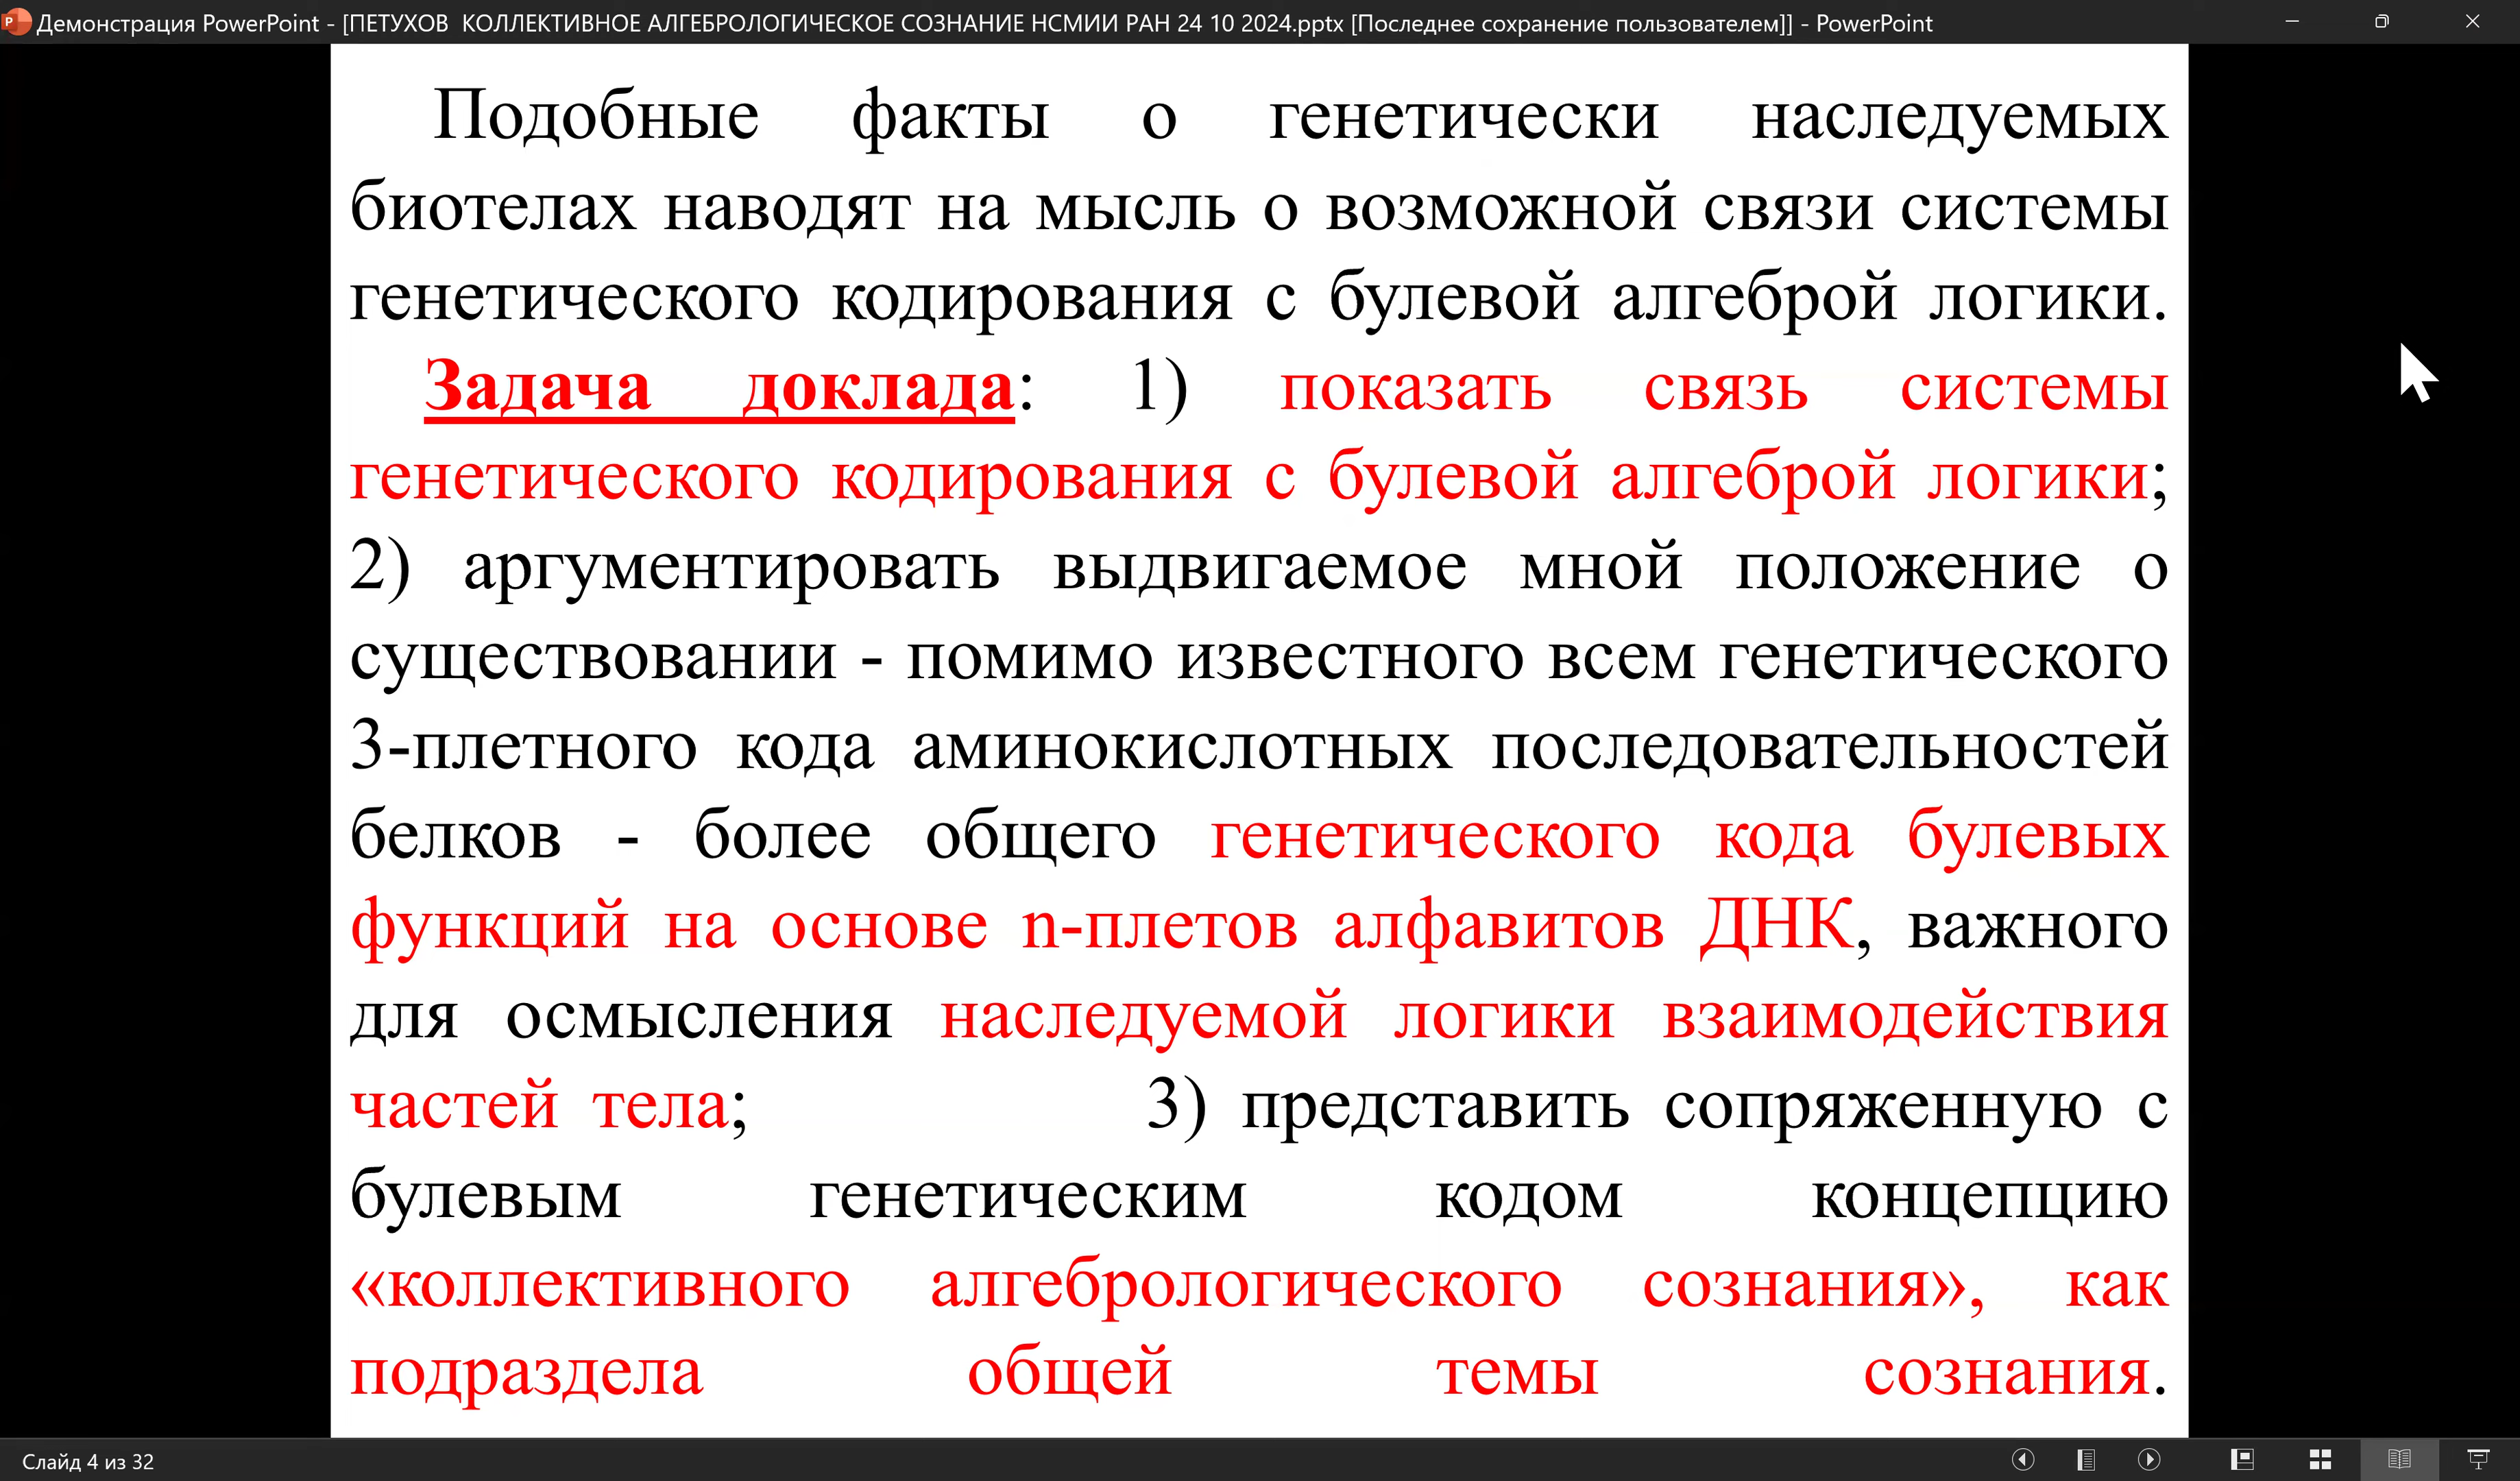 Демонстрация PowerPoint - [ПЕТУХОВ  КОЛЛЕКТИВНОЕ АЛГЕБРОЛОГИЧЕСКОЕ СОЗНАНИЕ НСМИИ РАН 24 10 2024.pptx [Последнее сохранение пользователем]] - PowerPoint
Подобные факты о генетически наследуемых
биотелах наводят на мысль о возможной связи системы
генетического кодирования с булевой алгеброй логики.
Задача доклада: 1) показать связь системы
генетического кодирования с булевой алгеброй логики;
2) аргументировать выдвигаемое мной положение о
существовании - помимо известного всем генетического
3-плетного кода аминокислотных последовательностей
белков - более общего генетического кода булевых
функций на основе n-плетов алфавитов ДНК, важного
для осмысления наследуемой логики взаимодействия
частей тела; 3) представить сопряженную с
булевым генетическим кодом концепцию
«коллективного алгебрологического сознания», как
подраздела общей темы сознания.
Слайд 4 из 32